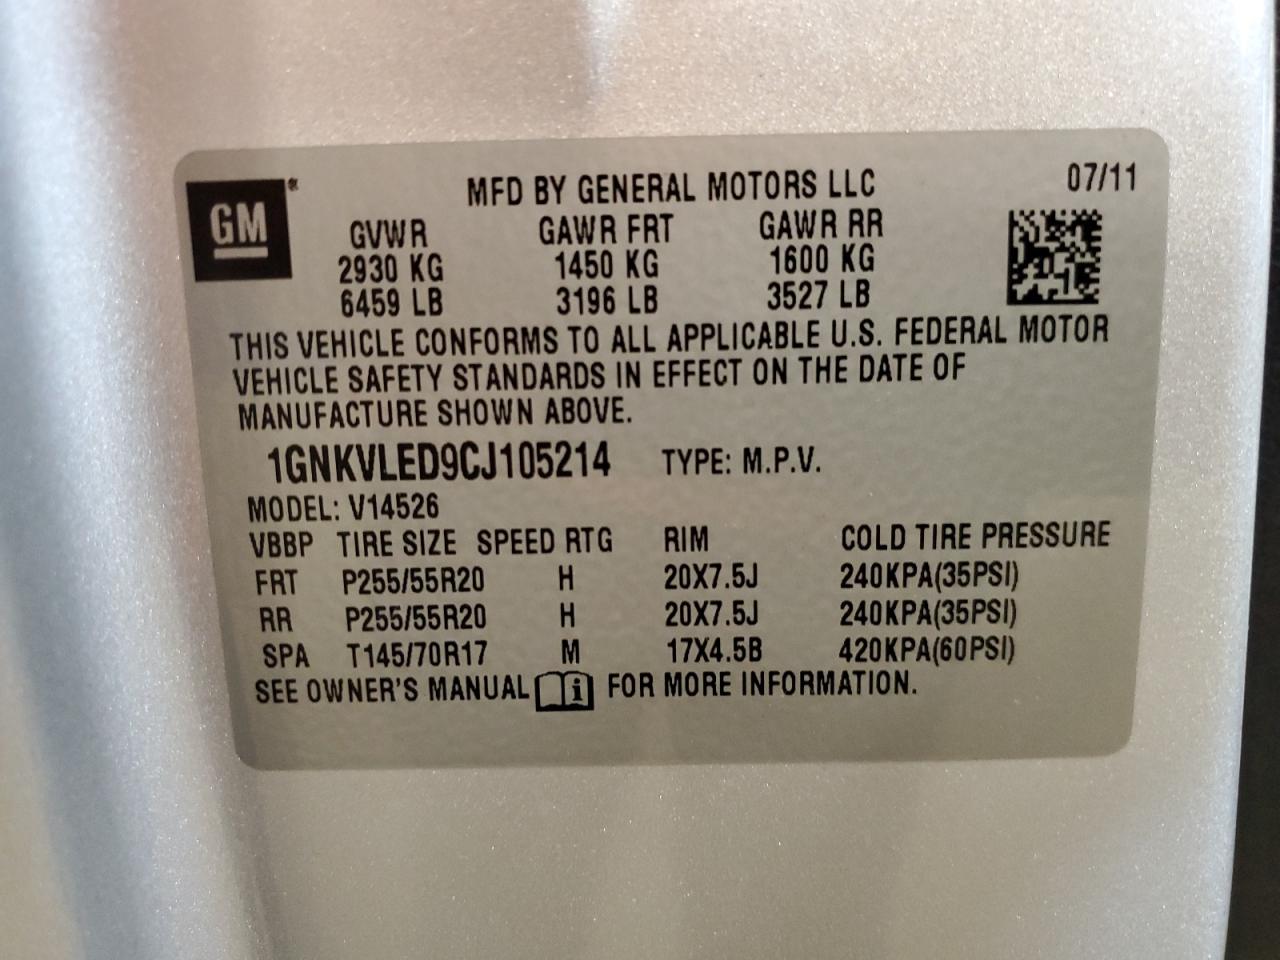 GM
MFD BY GENERAL MOTORS LLC 07/11
GVWR GAWR FRT GAWR RR
2930 KG 1450 KG 1600 KG
6459 LB 3196 LB 3527 LB
THIS VEHICLE CONFORMS TO ALL APPLICABLE U.S. FEDERAL MOTOR
VEHICLE SAFETY STANDARDS IN EFFECT ON THE DATE OF
MANUFACTURE SHOWN ABOVE.
1GNKVLED9CJ105214 TYPE: M.P.V.
MODEL: V14526
VBBP TIRE SIZE SPEED RTG RIM COLD TIRE PRESSURE
FRT P255/55R20 H 20X7.5J 240KPA(35PSI)
RR P255/55R20 H 20X7.5J 240KPA(35PSI)
SPA T145/70R17 M 17X4.5B 420KPA(60PSI)
SEE OWNER'S MANUAL i FOR MORE INFORMATION.